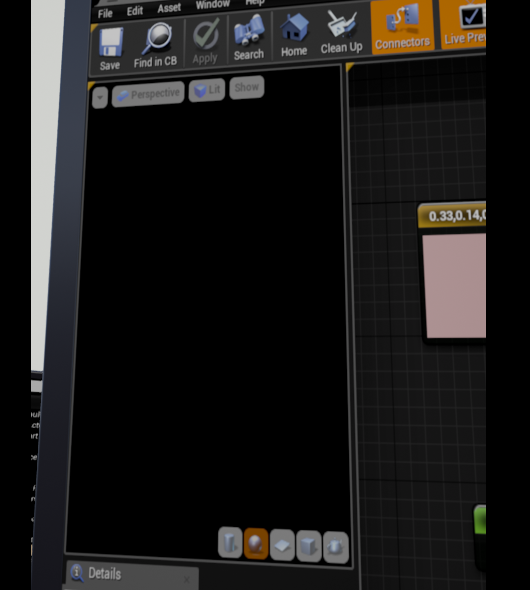 File Edit Asset Window Help
Save Find in CB Apply Search Home Clean Up Connectors Live Prev
Perspective Lit Show
0.33,0.14,0
Details